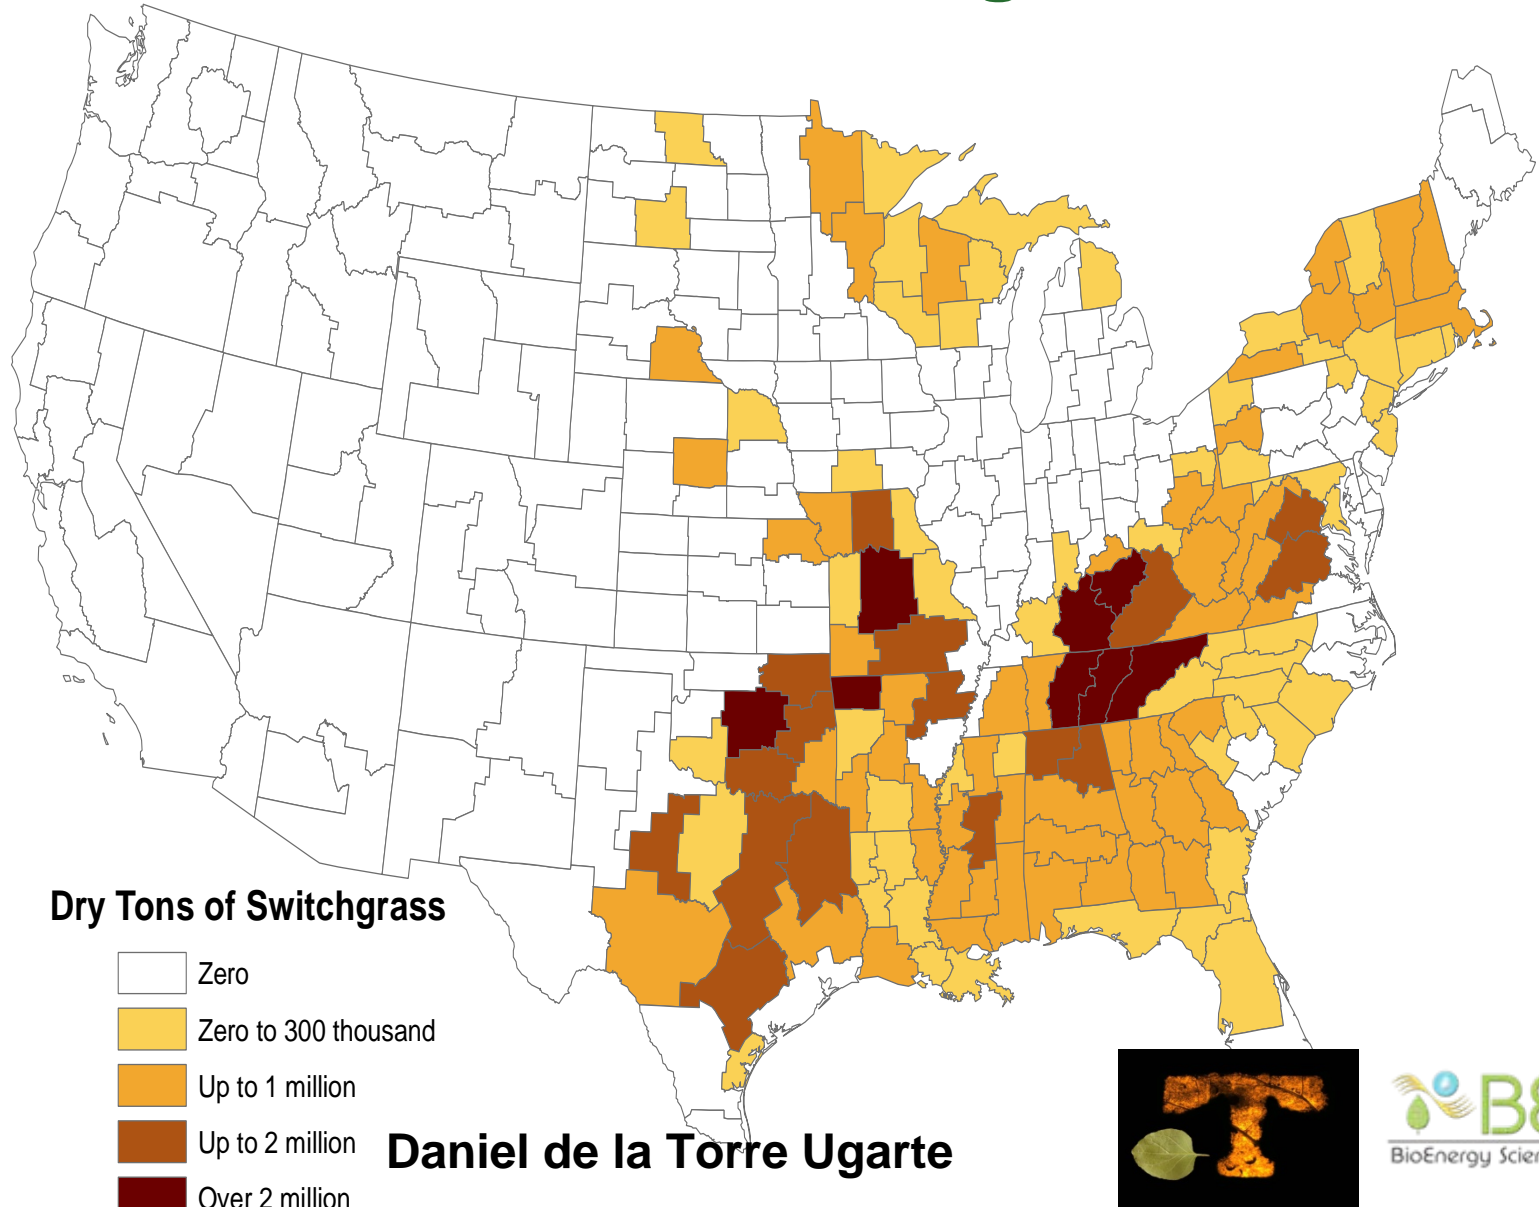 Dry Tons of Switchgrass
Zero
Zero to 300 thousand
Up to 1 million
Up to 2 million
Over 2 million
Daniel de la Torre Ugarte
BioEnergy